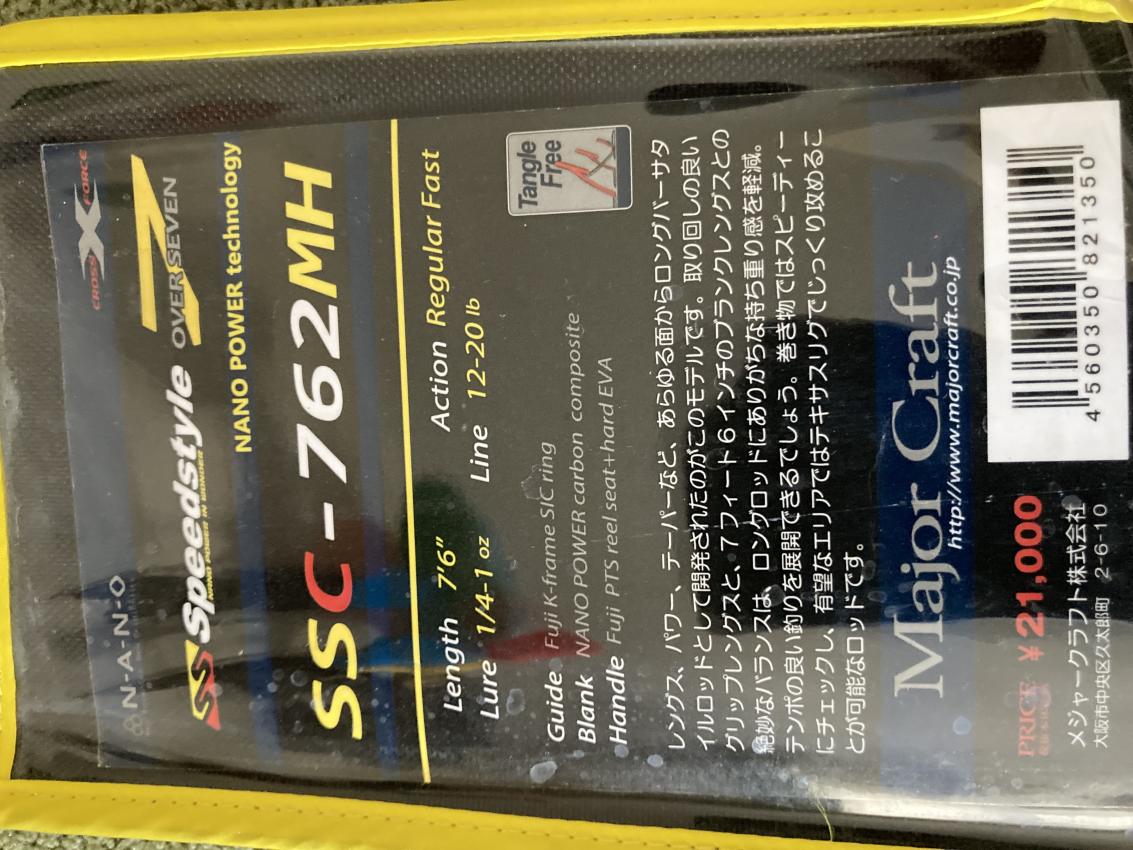 CROSS X FORCE
N-A-N-O
Speedstyle OVER SEVEN 7
NANO POWER technology
SSC-762MH
Length 7'6" Action Regular Fast
Lure 1/4-1 oz Line 12-20 lb
Tangle
Free
Guide Fuji K-frame SIC ring
Blank NANO POWER carbon composite
Handle Fuji PTS reel seat+hard EVA
レングス、パワー、テーパーなど、あらゆる面からロングバーサタ
イルロッドとして開発されたのがこのモデルです。取り回しの良い
グリップレングスと、7フィート6インチのブランクレングスとの
絶妙なバランスは、ロングロッドにありがちな持ち重り感を軽減。
テンポの良い釣りを展開できるでしょう。巻き物ではスピーディー
にチェックし、有望なエリアではテキサスリグでじっくり攻めるこ
とが可能なロッドです。
Major Craft
http://www.majorcraft.co.jp
PRICE ¥21,000
メジャークラフト株式会社
大阪市中央区久太郎町 2-6-10
4 560350 821350